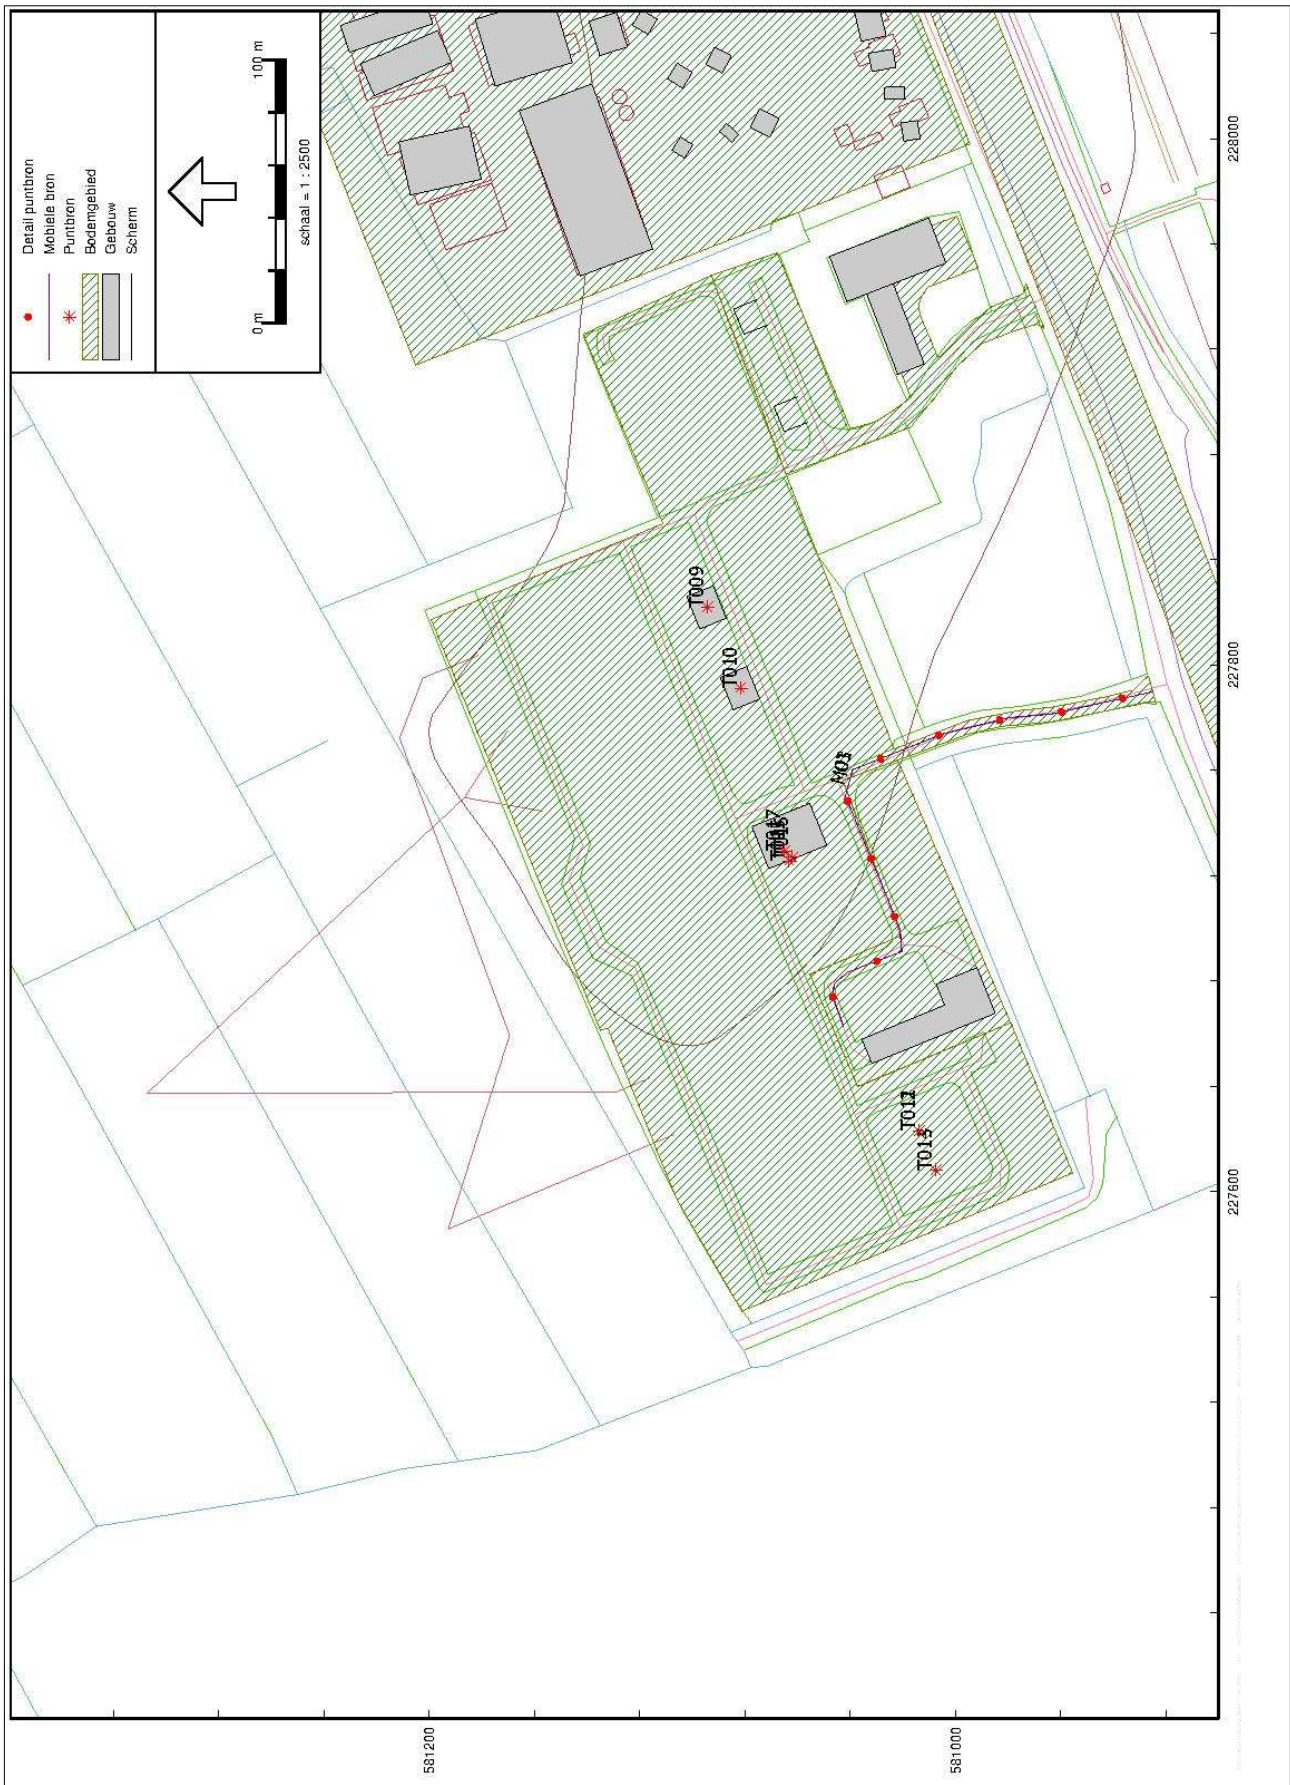 Detail puntbron
Mobiele bron
Puntbron
Bodemgebied
Gebouw
Scherm
0 m
100 m
schaal = 1 : 2500
T009
T010
T017
M01
T012
T013
581200
581000
227600
227800
228000